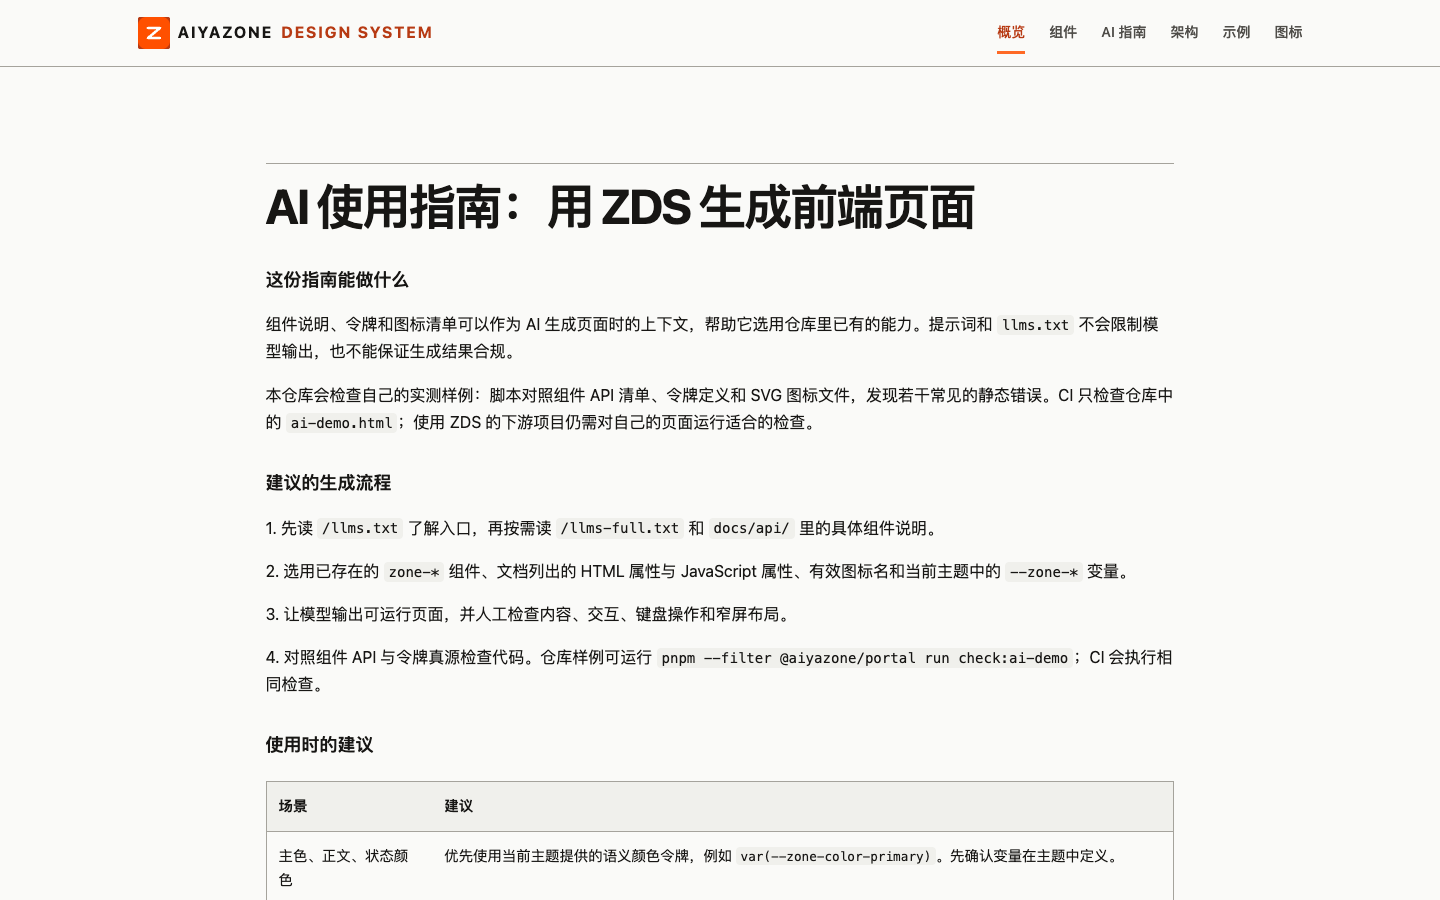 AIYAZONE DESIGN SYSTEM
概览 组件 AI 指南 架构 示例 图标
AI 使用指南：用 ZDS 生成前端页面
这份指南能做什么
组件说明、令牌和图标清单可以作为 AI 生成页面时的上下文，帮助它选用仓库里已有的能力。提示词和 llms.txt 不会限制模
型输出，也不能保证生成结果合规。
本仓库会检查自己的实测样例：脚本对照组件 API 清单、令牌定义和 SVG 图标文件，发现若干常见的静态错误。CI 只检查仓库中
的 ai-demo.html；使用 ZDS 的下游项目仍需对自己的页面运行适合的检查。
建议的生成流程
1. 先读 /llms.txt 了解入口，再按需读 /llms-full.txt 和 docs/api/ 里的具体组件说明。
2. 选用已存在的 zone-* 组件、文档列出的 HTML 属性与 JavaScript 属性、有效图标名和当前主题中的 --zone-* 变量。
3. 让模型输出可运行页面，并人工检查内容、交互、键盘操作和窄屏布局。
4. 对照组件 API 与令牌真源检查代码。仓库样例可运行 pnpm --filter @aiyazone/portal run check:ai-demo；CI 会执行相
同检查。
使用时的建议
场景 建议
主色、正文、状态颜 优先使用当前主题提供的语义颜色令牌，例如 var(--zone-color-primary)。先确认变量在主题中定义。
色